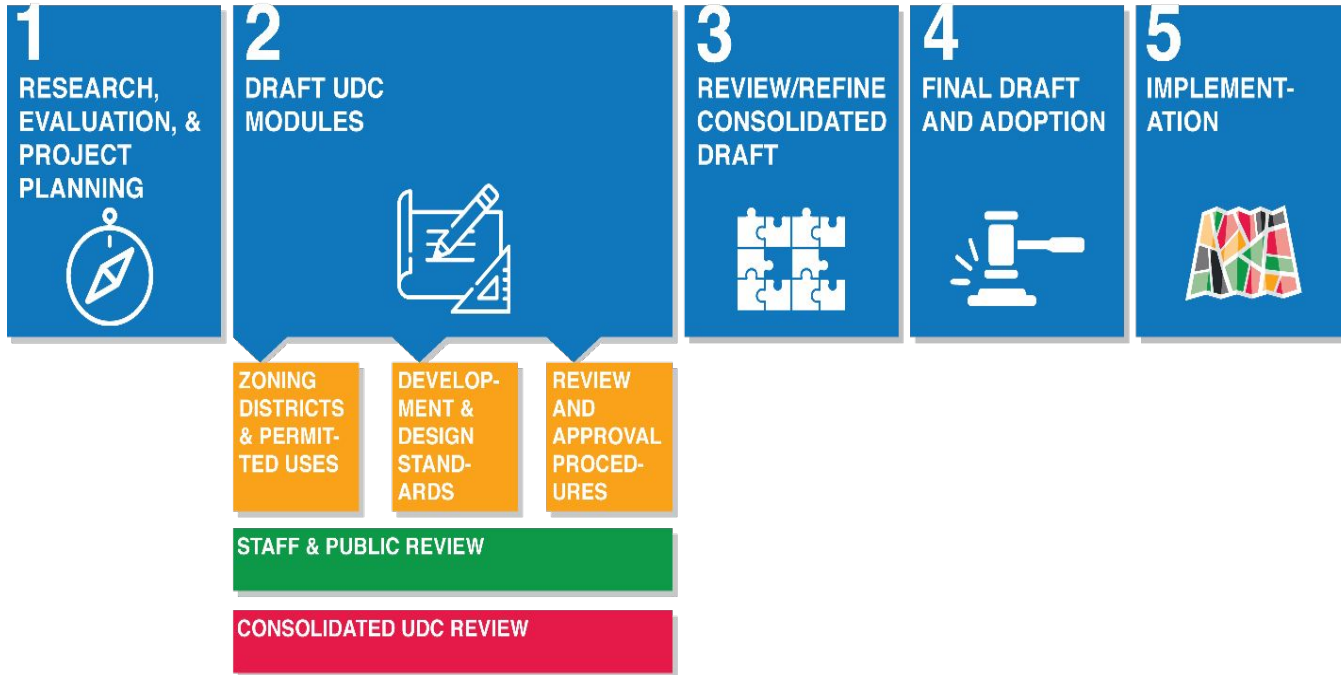 1
RESEARCH,
EVALUATION, &
PROJECT
PLANNING
2
DRAFT UDC
MODULES
3
REVIEW/REFINE
CONSOLIDATED
DRAFT
4
FINAL DRAFT
AND ADOPTION
5
IMPLEMENT-
ATION
ZONING
DISTRICTS
& PERMIT-
TED USES
DEVELOP-
MENT &
DESIGN
STAND-
ARDS
REVIEW
AND
APPROVAL
PROCED-
URES
STAFF & PUBLIC REVIEW
CONSOLIDATED UDC REVIEW